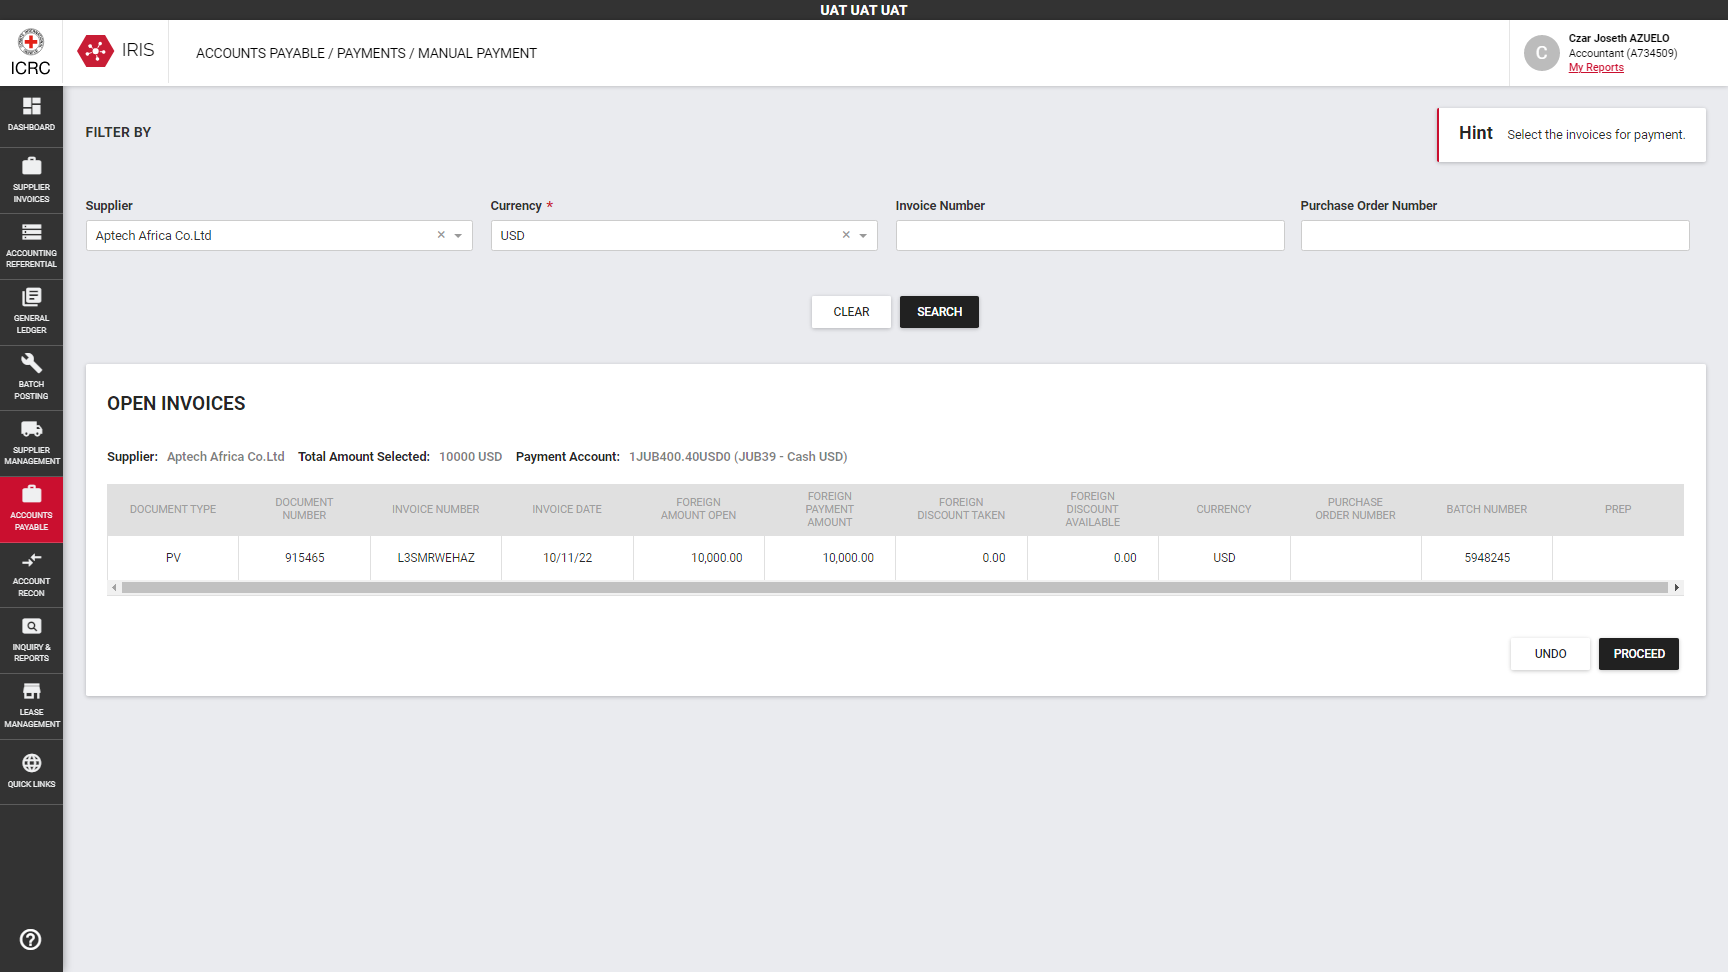 UAT UAT UAT
ICRC
IRIS
ACCOUNTS PAYABLE / PAYMENTS / MANUAL PAYMENT
C
Czar Joseth AZUELO
Accountant (A734509)
My Reports
DASHBOARD
SUPPLIER
INVOICES
ACCOUNTING
REFERENTIAL
GENERAL
LEDGER
BATCH
POSTING
SUPPLIER
MANAGEMENT
ACCOUNTS
PAYABLE
ACCOUNT
RECON
INQUIRY &
REPORTS
LEASE
MANAGEMENT
QUICK LINKS
FILTER BY
Hint Select the invoices for payment.
Supplier
Aptech Africa Co.Ltd
Currency *
USD
Invoice Number
Purchase Order Number
CLEAR
SEARCH
OPEN INVOICES
Supplier: Aptech Africa Co.Ltd Total Amount Selected: 10000 USD Payment Account: 1JUB400.40USD0 (JUB39 - Cash USD)
DOCUMENT TYPE
DOCUMENT
NUMBER
INVOICE NUMBER
INVOICE DATE
FOREIGN
AMOUNT OPEN
FOREIGN
PAYMENT
AMOUNT
FOREIGN
DISCOUNT TAKEN
FOREIGN
DISCOUNT
AVAILABLE
CURRENCY
PURCHASE
ORDER NUMBER
BATCH NUMBER
PREP
PV 915465 L3SMRWEHAZ 10/11/22 10,000.00 10,000.00 0.00 0.00 USD 5948245
UNDO
PROCEED